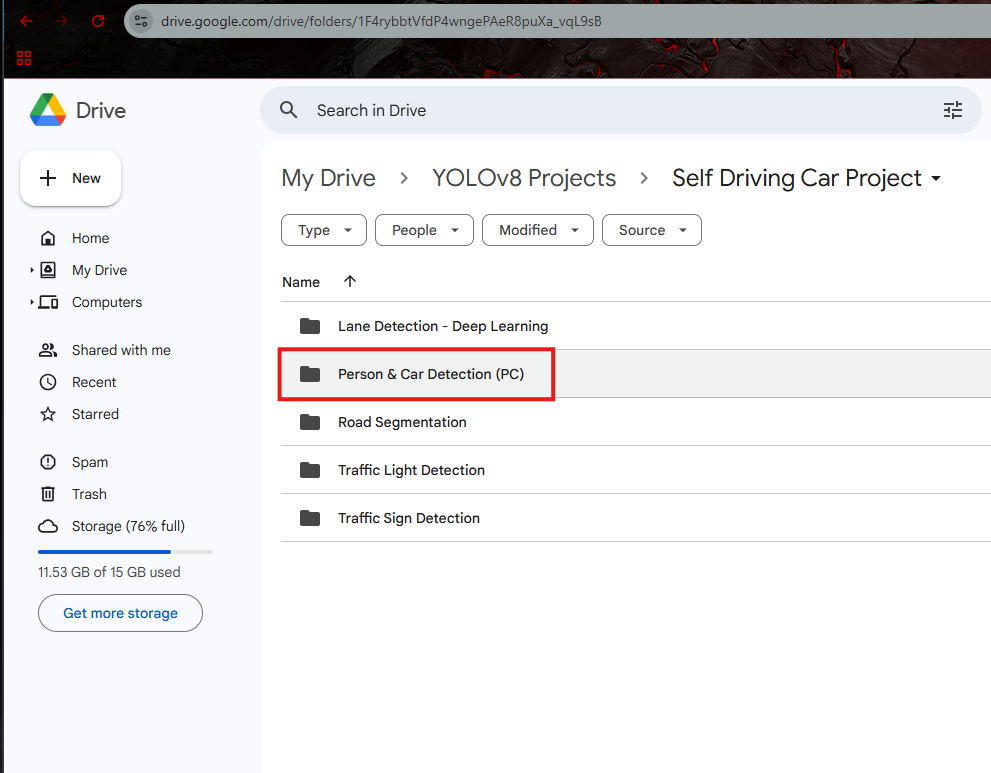 drive.google.com/drive/folders/1F4rybbtVfdP4wngePAeR8puXa_vqL9sB
Drive
Search in Drive
New
Home
My Drive
Computers
Shared with me
Recent
Starred
Spam
Trash
Storage (76% full)
11.53 GB of 15 GB used
Get more storage
My Drive > YOLOv8 Projects > Self Driving Car Project
Type People Modified Source
Name
Lane Detection - Deep Learning
Person & Car Detection (PC)
Road Segmentation
Traffic Light Detection
Traffic Sign Detection